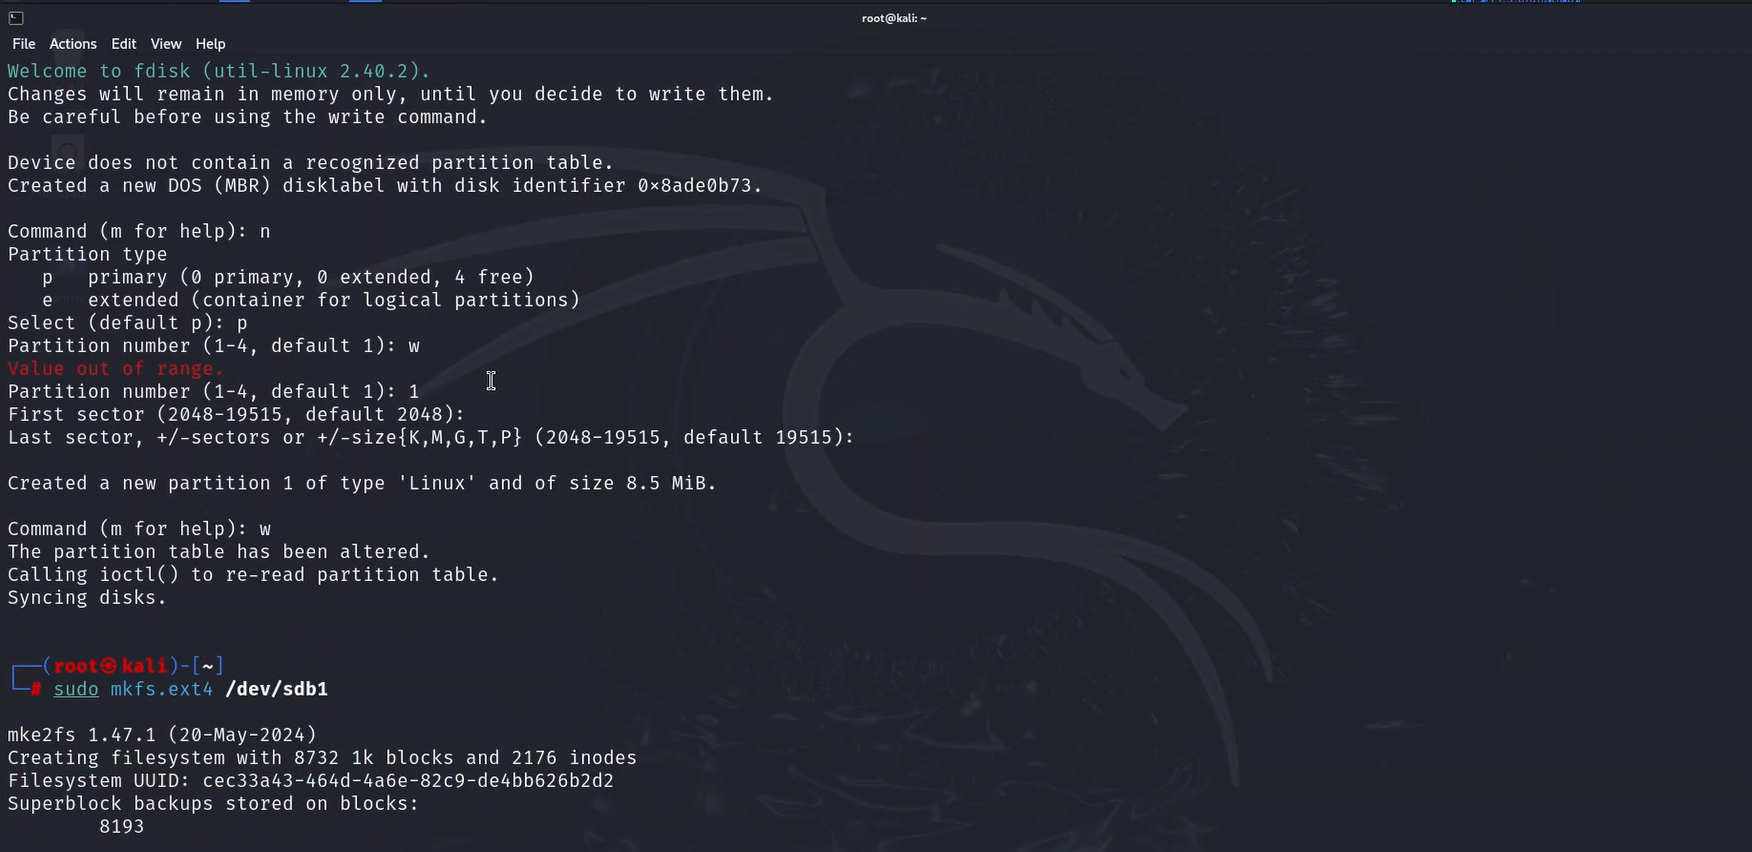 root@kali: ~
File Actions Edit View Help
Welcome to fdisk (util-linux 2.40.2).
Changes will remain in memory only, until you decide to write them.
Be careful before using the write command.
Device does not contain a recognized partition table.
Created a new DOS (MBR) disklabel with disk identifier 0×8ade0b73.
Command (m for help): n
Partition type
   p   primary (0 primary, 0 extended, 4 free)
   e   extended (container for logical partitions)
Select (default p): p
Partition number (1-4, default 1): w
Value out of range.
Partition number (1-4, default 1): 1
First sector (2048-19515, default 2048):
Last sector, +/-sectors or +/-size{K,M,G,T,P} (2048-19515, default 19515):
Created a new partition 1 of type 'Linux' and of size 8.5 MiB.
Command (m for help): w
The partition table has been altered.
Calling ioctl() to re-read partition table.
Syncing disks.
┌──(root㉿kali)-[~]
└─# sudo mkfs.ext4 /dev/sdb1
mke2fs 1.47.1 (20-May-2024)
Creating filesystem with 8732 1k blocks and 2176 inodes
Filesystem UUID: cec33a43-464d-4a6e-82c9-de4bb626b2d2
Superblock backups stored on blocks:
        8193